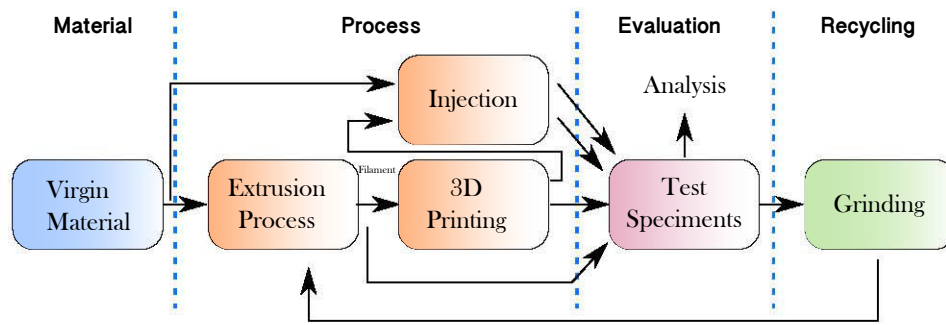 Material
Process
Evaluation
Recycling
Injection
Analysis
Virgin
Material
Extrusion
Process
Filament
3D
Printing
Test
Speciments
Grinding